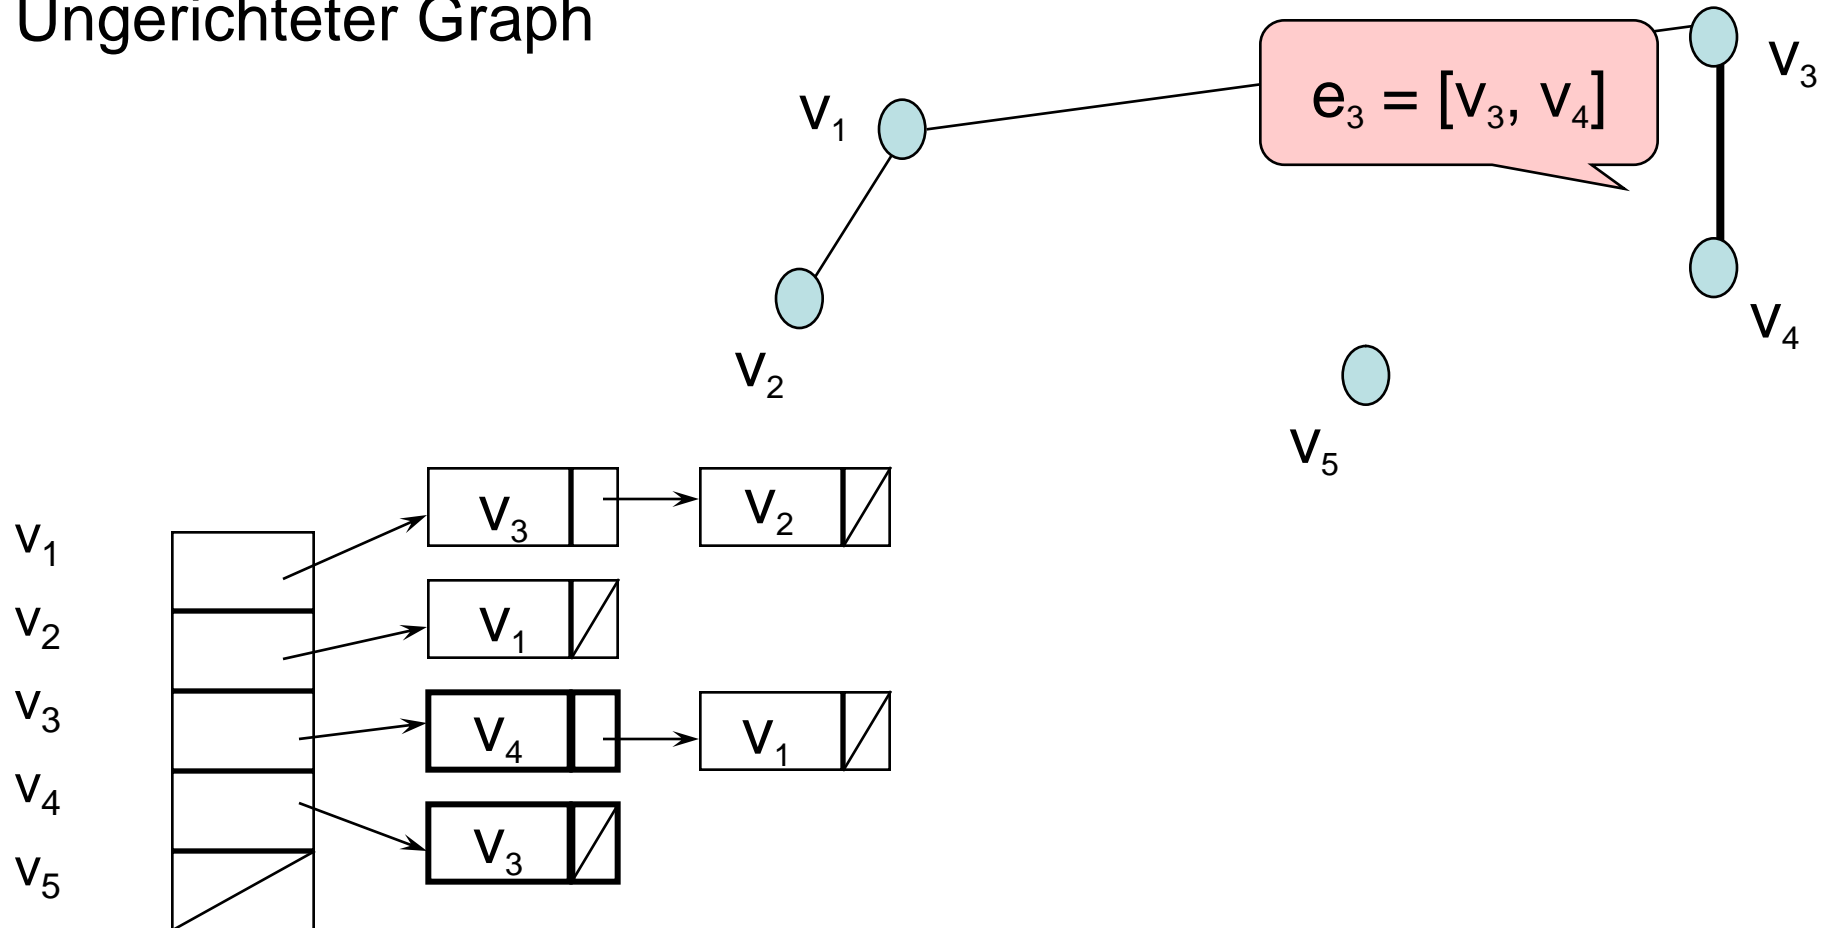 Ungerichteter Graph
e₃ = [v₃, v₄]
v₃
v₁
v₂
v₄
v₅
v₁
v₂
v₃
v₄
v₅
v₃ v₂
v₁
v₄ v₁
v₃